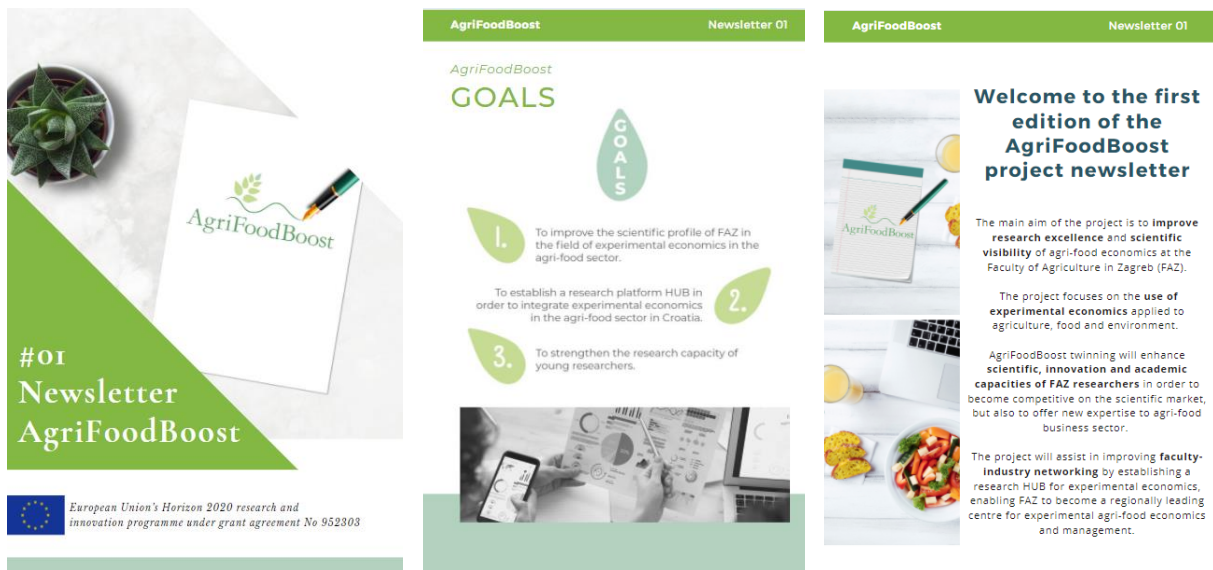 AgriFoodBoost
#01
Newsletter
AgriFoodBoost
European Union's Horizon 2020 research and
innovation programme under grant agreement No 952303
AgriFoodBoost
Newsletter 01
AgriFoodBoost
GOALS
GOALS
1.
To improve the scientific profile of FAZ in
the field of experimental economics in the
agri-food sector.
To establish a research platform HUB in
order to integrate experimental economics
in the agri-food sector in Croatia.
2.
3.
To strengthen the research capacity of
young researchers.
AgriFoodBoost
Newsletter 01
Welcome to the first
edition of the
AgriFoodBoost
project newsletter
AgriFoodBoost
The main aim of the project is to improve
research excellence and scientific
visibility of agri-food economics at the
Faculty of Agriculture in Zagreb (FAZ).
The project focuses on the use of
experimental economics applied to
agriculture, food and environment.
AgriFoodBoost twinning will enhance
scientific, innovation and academic
capacities of FAZ researchers in order to
become competitive on the scientific market,
but also to offer new expertise to agri-food
business sector.
The project will assist in improving faculty-
industry networking by establishing a
research HUB for experimental economics,
enabling FAZ to become a regionally leading
centre for experimental agri-food economics
and management.